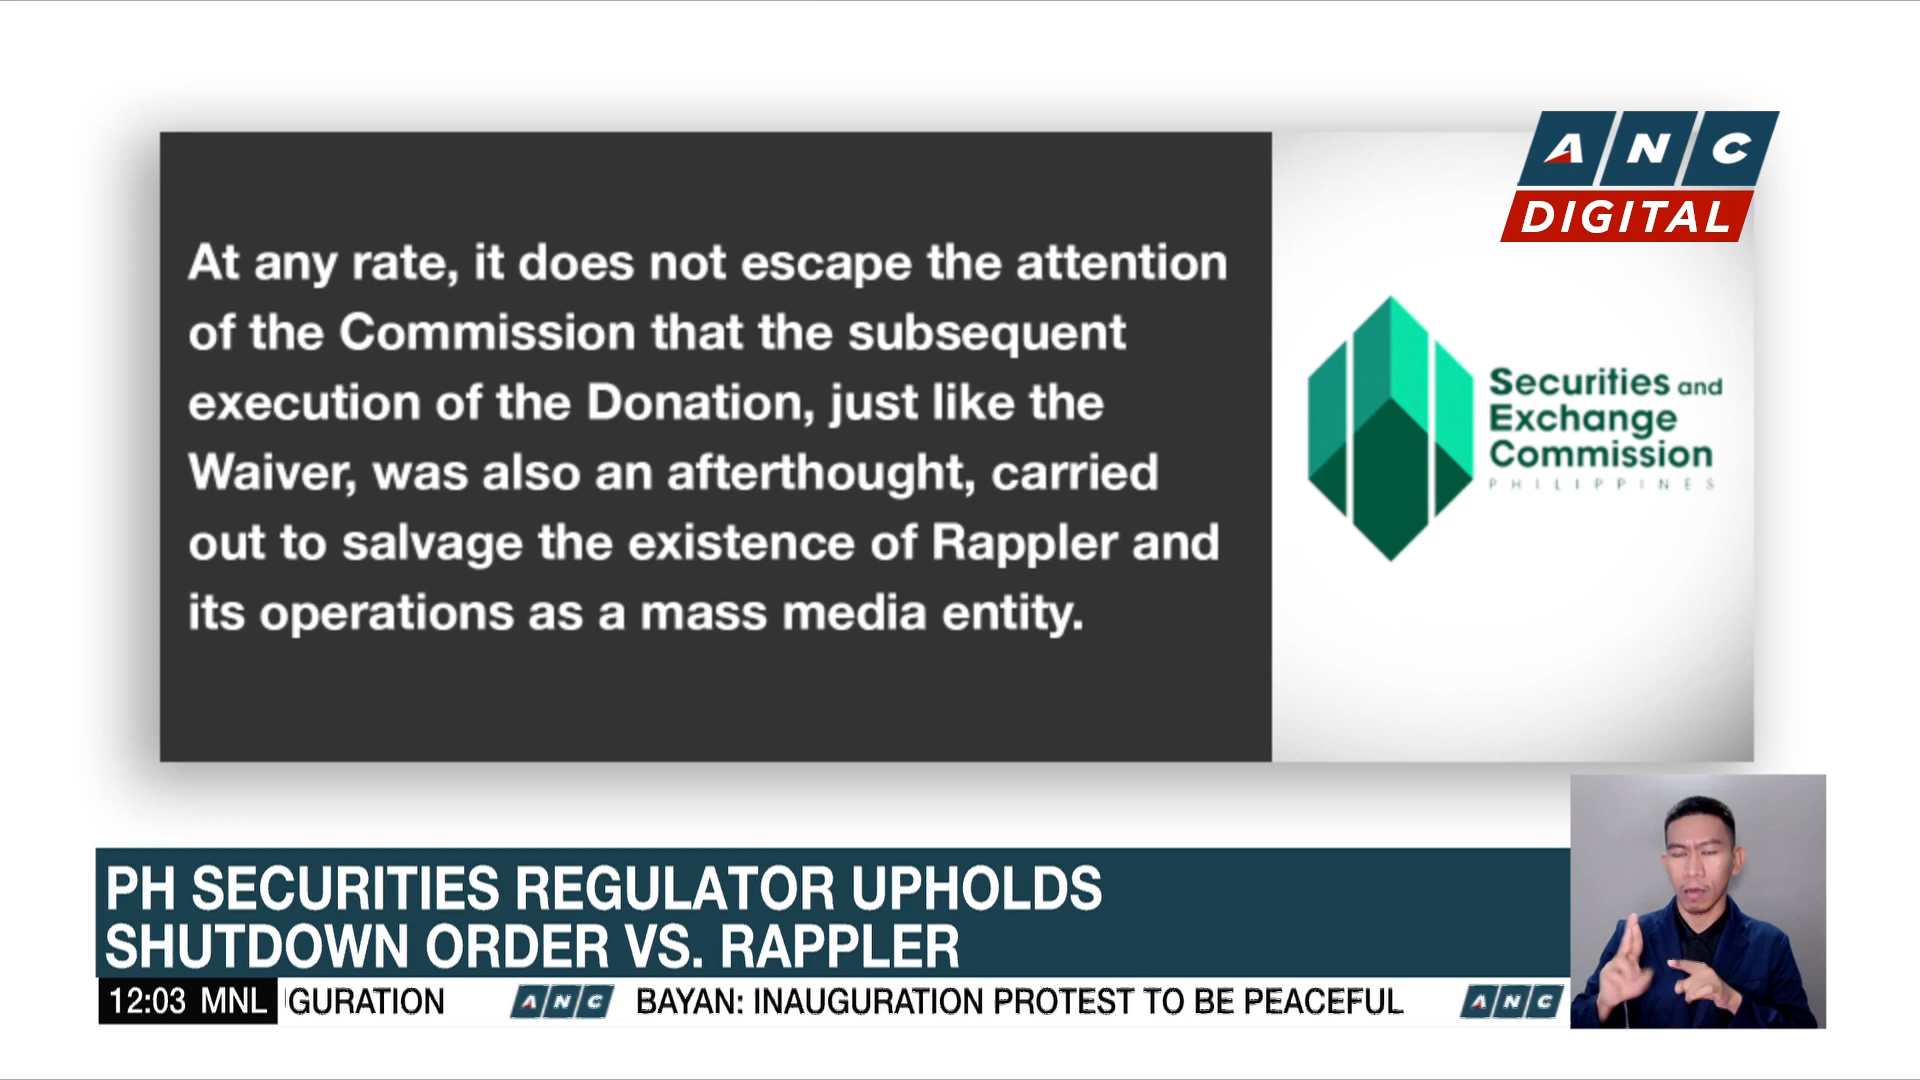 ANC
DIGITAL
At any rate, it does not escape the attention
of the Commission that the subsequent
execution of the Donation, just like the
Waiver, was also an afterthought, carried
out to salvage the existence of Rappler and
its operations as a mass media entity.
Securities and
Exchange
Commission
PHILIPPINES
PH SECURITIES REGULATOR UPHOLDS
SHUTDOWN ORDER VS. RAPPLER
12:03 MNL GURATION ANC BAYAN: INAUGURATION PROTEST TO BE PEACEFUL ANC